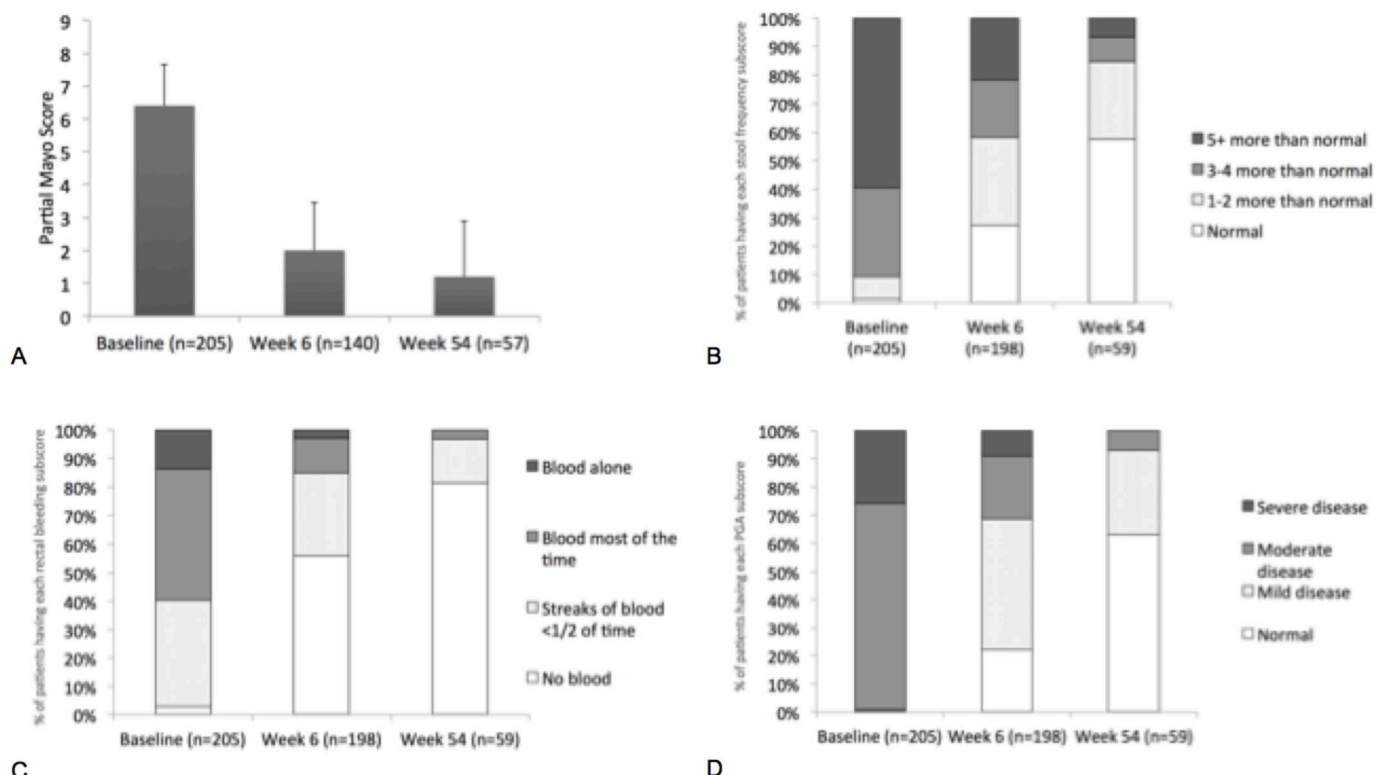 9
8
7
6
5
4
3
2
1
0
Partial Mayo Score
Baseline (n=205) Week 6 (n=140) Week 54 (n=57)
A
100%
90%
80%
70%
60%
50%
40%
30%
20%
10%
0%
% of patients having each stool frequency subscore
Baseline
(n=205)
Week 6
(n=198)
Week 54
(n=59)
5+ more than normal
3-4 more than normal
1-2 more than normal
Normal
B
100%
90%
80%
70%
60%
50%
40%
30%
20%
10%
0%
% of patients having each rectal bleeding subscore
Baseline (n=205) Week 6 (n=198) Week 54 (n=59)
Blood alone
Blood most of the
time
Streaks of blood
<1/2 of time
No blood
C
100%
90%
80%
70%
60%
50%
40%
30%
20%
10%
0%
% of patients having each PGA subscore
Baseline (n=205) Week 6 (n=198) Week 54 (n=59)
Severe disease
Moderate
disease
Mild disease
Normal
D